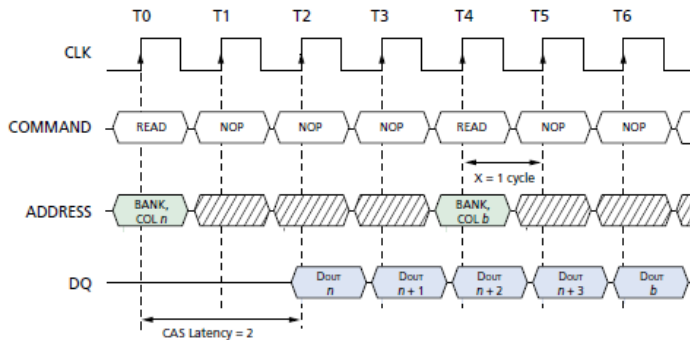 T0 T1 T2 T3 T4 T5 T6
CLK
COMMAND READ NOP NOP NOP READ NOP NOP
X = 1 cycle
ADDRESS BANK, COL n BANK, COL b
DQ DOUT n DOUT n + 1 DOUT n + 2 DOUT n + 3 DOUT b
CAS Latency = 2